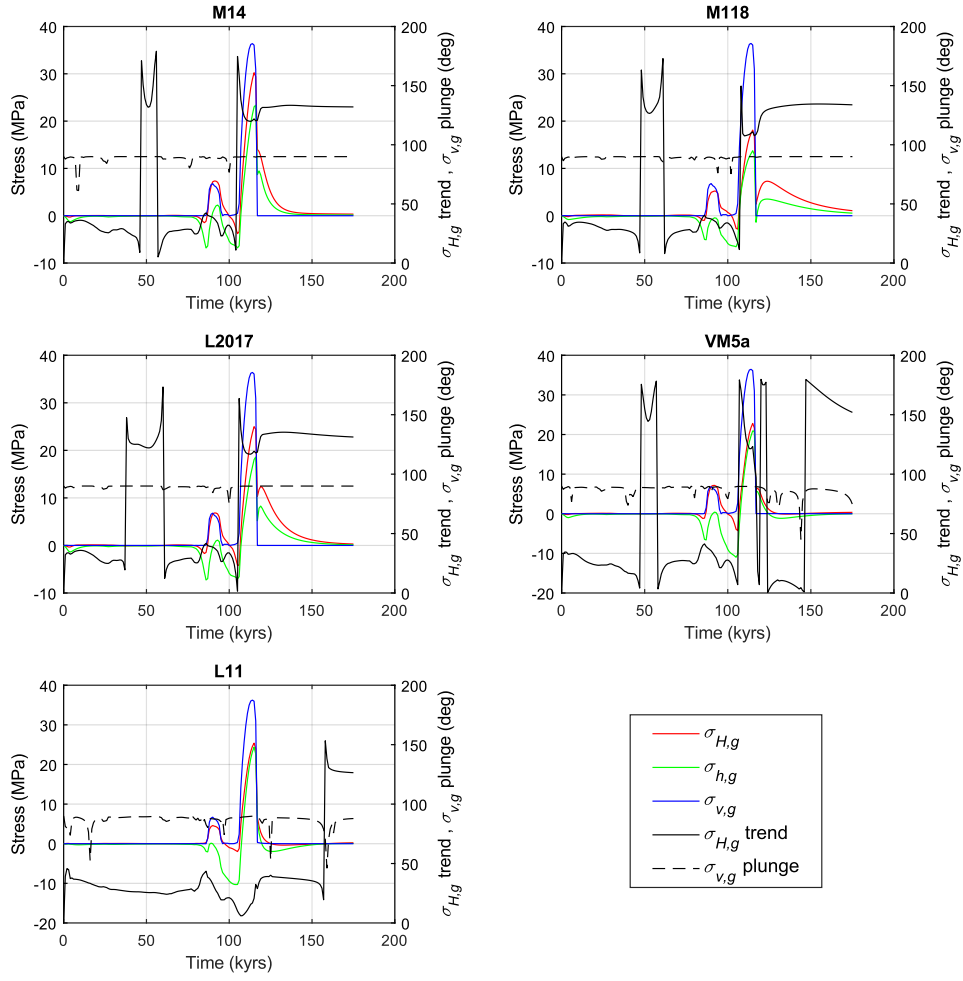 M14
40
30
20
10
0
-10
200
150
100
50
0
0 50 100 150 200
Stress (MPa)
Time (kyrs)
σH,g trend , σv,g plunge (deg)
M118
40
30
20
10
0
-10
200
150
100
50
0
0 50 100 150 200
Stress (MPa)
Time (kyrs)
σH,g trend , σv,g plunge (deg)
L2017
40
30
20
10
0
-10
200
150
100
50
0
0 50 100 150 200
Stress (MPa)
Time (kyrs)
σH,g trend , σv,g plunge (deg)
VM5a
40
30
20
10
0
-10
-20
200
150
100
50
0
0 50 100 150 200
Stress (MPa)
Time (kyrs)
σH,g trend , σv,g plunge (deg)
L11
40
30
20
10
0
-10
-20
200
150
100
50
0
0 50 100 150 200
Stress (MPa)
Time (kyrs)
σH,g trend , σv,g plunge (deg)
σH,g
σh,g
σv,g
σH,g trend
σv,g plunge